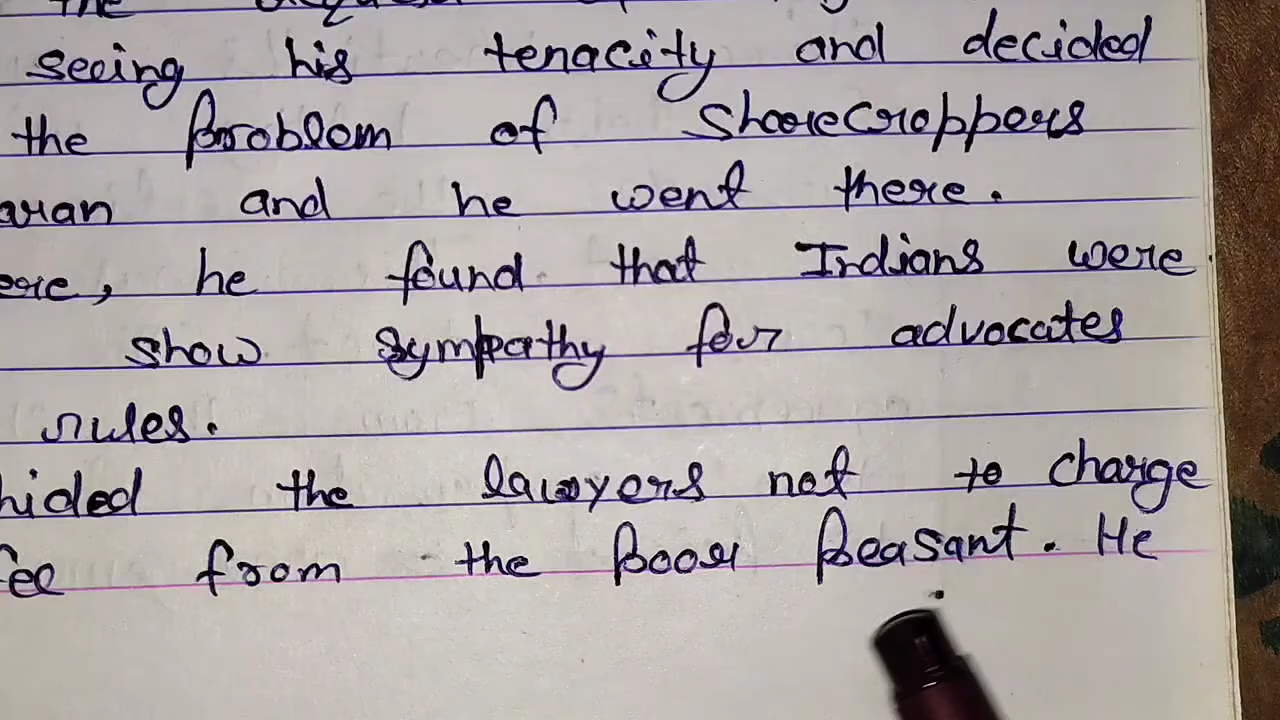 the
seeing his tenacity and decided
the problem of sharecroppers
aran and he went there.
ere, he found that Indians were
show sympathy for advocates
rules.
hided the lawyers not to charge
fee from the poor peasant. He